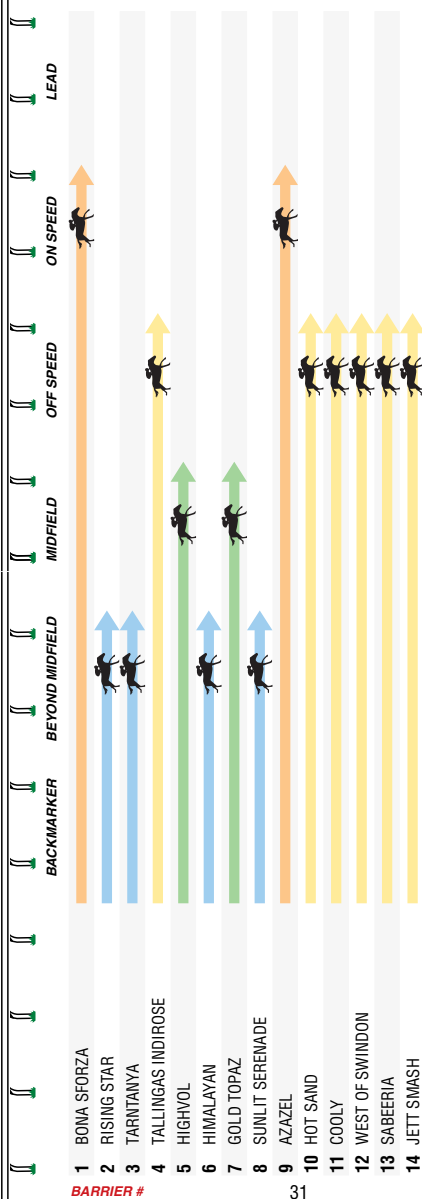 BACKMARKER BEYOND MIDFIELD MIDFIELD OFF SPEED ON SPEED LEAD
1 BONA SFORZA
2 RISING STAR
3 TARNTANYA
4 TALLINGAS INDIROSE
5 HIGHVOL
6 HIMALAYAN
7 GOLD TOPAZ
8 SUNLIT SERENADE
9 AZAZEL
10 HOT SAND
11 COOLY
12 WEST OF SWINDON
13 SABEERIA
14 JETT SMASH
BARRIER #
31